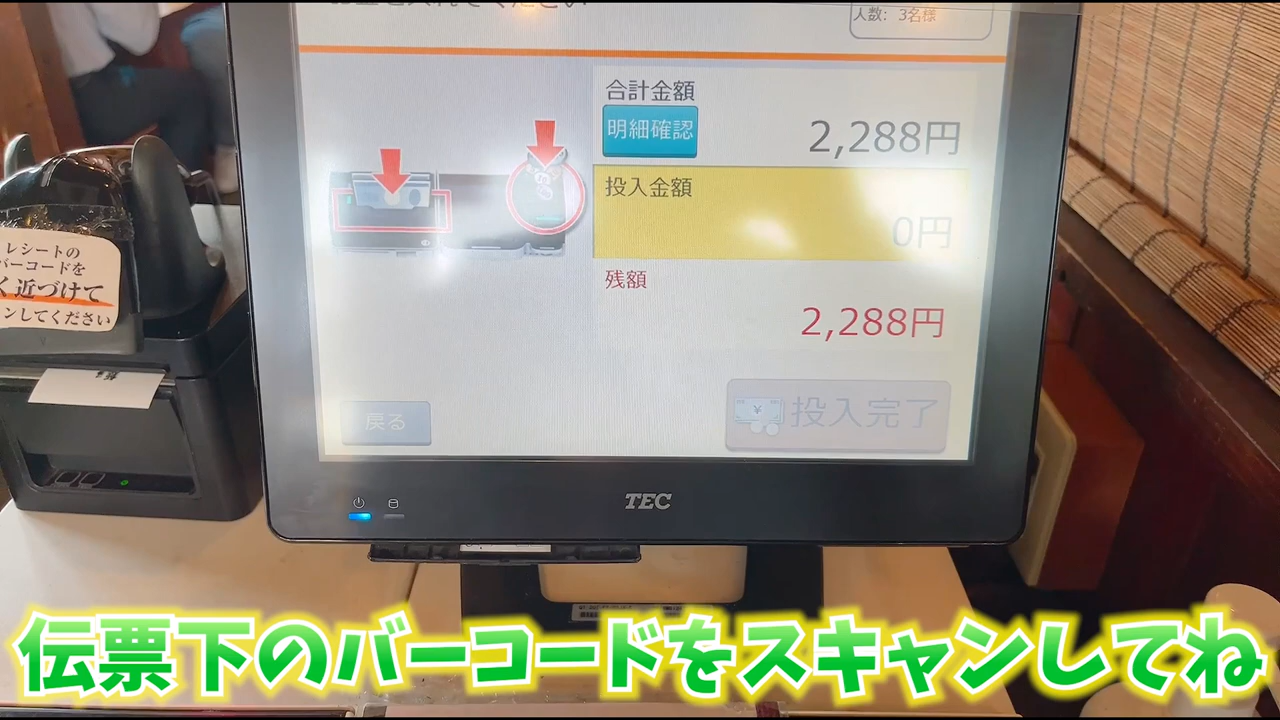 人数: 3名様
合計金額
明細確認
2,288円
投入金額
0円
残額
2,288円
戻る
投入完了
レシートの
バーコードを
く近づけて
ンしてください
TEC
伝票下のバーコードをスキャンしてね